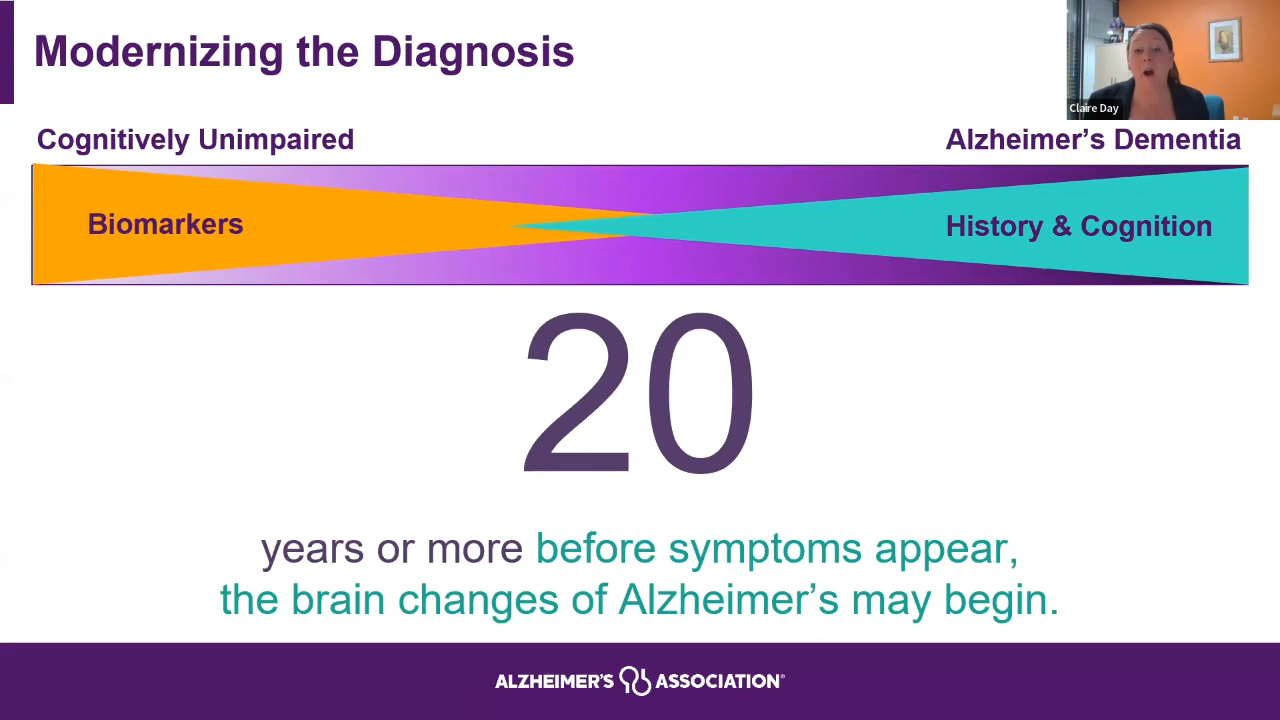 Modernizing the Diagnosis
Claire Day
Cognitively Unimpaired
Alzheimer’s Dementia
Biomarkers
History & Cognition
20
years or more before symptoms appear,
the brain changes of Alzheimer’s may begin.
ALZHEIMER’S ASSOCIATION®